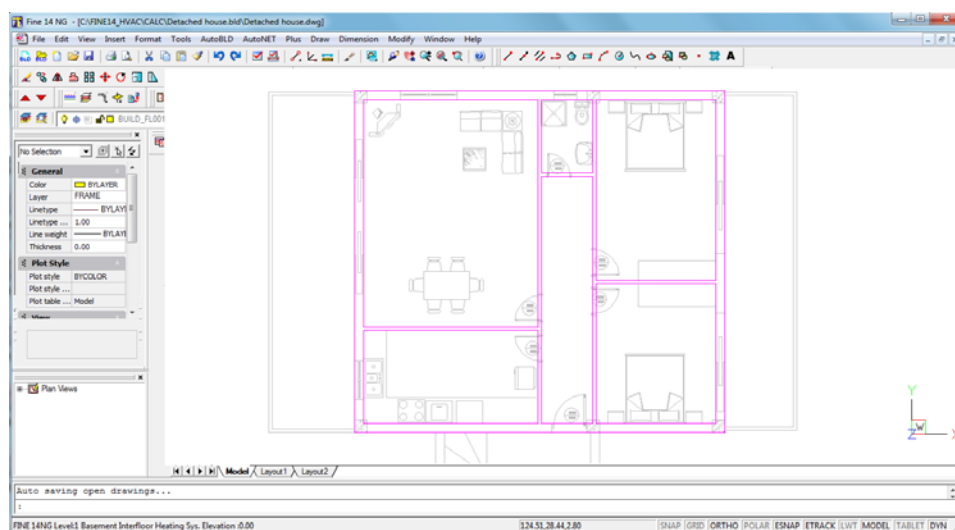 Fine 14 NG - [C:\FINE14_HVAC\CALC\Detached house.bld\Detached house.dwg]
File Edit View Insert Format Tools AutoBLD AutoNET Plus Draw Dimension Modify Window Help
BUILD_FL001
No Selection
General
Color BYLAYER
Layer FRAME
Linetype BYLAYE
Linetype ... 1.00
Line weight BYLAYE
Thickness 0.00
Plot Style
Plot style BYCOLOR
Plot style ...
Plot table ... Model
View
Plan Views
Y
W
Z X
Model Layout1 Layout2
Auto saving open drawings...
:
FINE 14NG Level:1 Basement Interfloor Heating Sys. Elevation :0.00 124.51,28.44,2.80 SNAP GRID ORTHO POLAR ESNAP ETRACK LWT MODEL TABLET DYN